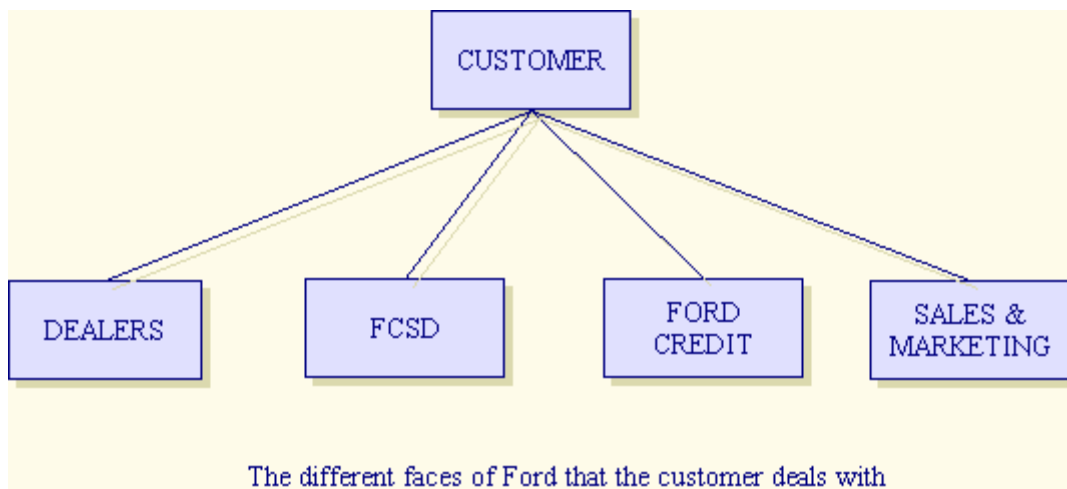 CUSTOMER
DEALERS
FCSD
FORD
CREDIT
SALES &
MARKETING
The different faces of Ford that the customer deals with